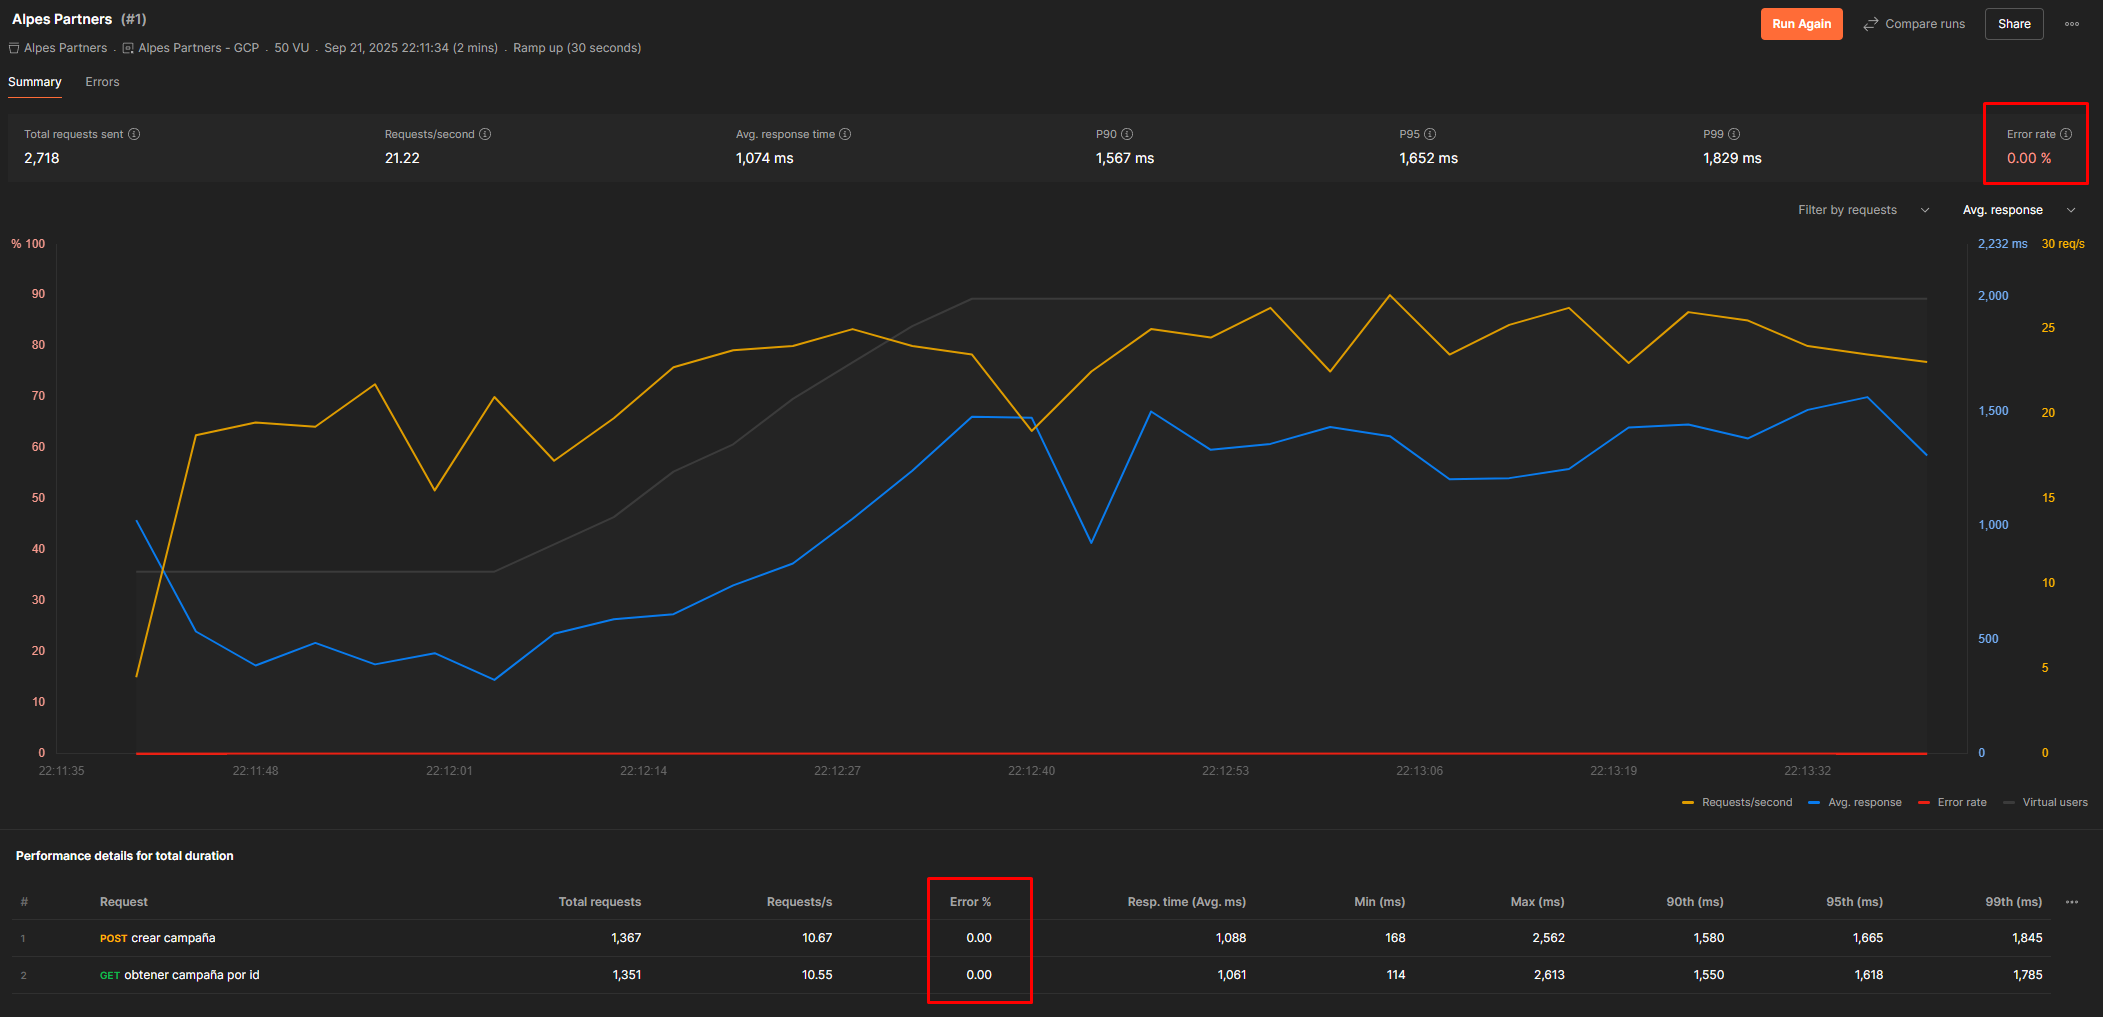 Alpes Partners (#1)
Run Again
Compare runs
Share
Alpes Partners . Alpes Partners - GCP . 50 VU . Sep 21, 2025 22:11:34 (2 mins) . Ramp up (30 seconds)
Summary Errors
Total requests sent Requests/second Avg. response time P90 P95 P99 Error rate
2,718 21.22 1,074 ms 1,567 ms 1,652 ms 1,829 ms 0.00 %
Filter by requests Avg. response
% 100 2,232 ms 30 req/s
90 2,000
25
80
70 1,500
20
60
50 15
40 1,000
10
30
20 500
5
10
0 0 0
22:11:35 22:11:48 22:12:01 22:12:14 22:12:27 22:12:40 22:12:53 22:13:06 22:13:19 22:13:32
Requests/second Avg. response Error rate Virtual users
Performance details for total duration
# Request Total requests Requests/s Error % Resp. time (Avg. ms) Min (ms) Max (ms) 90th (ms) 95th (ms) 99th (ms)
1 POST crear campaña 1,367 10.67 0.00 1,088 168 2,562 1,580 1,665 1,845
2 GET obtener campaña por id 1,351 10.55 0.00 1,061 114 2,613 1,550 1,618 1,785